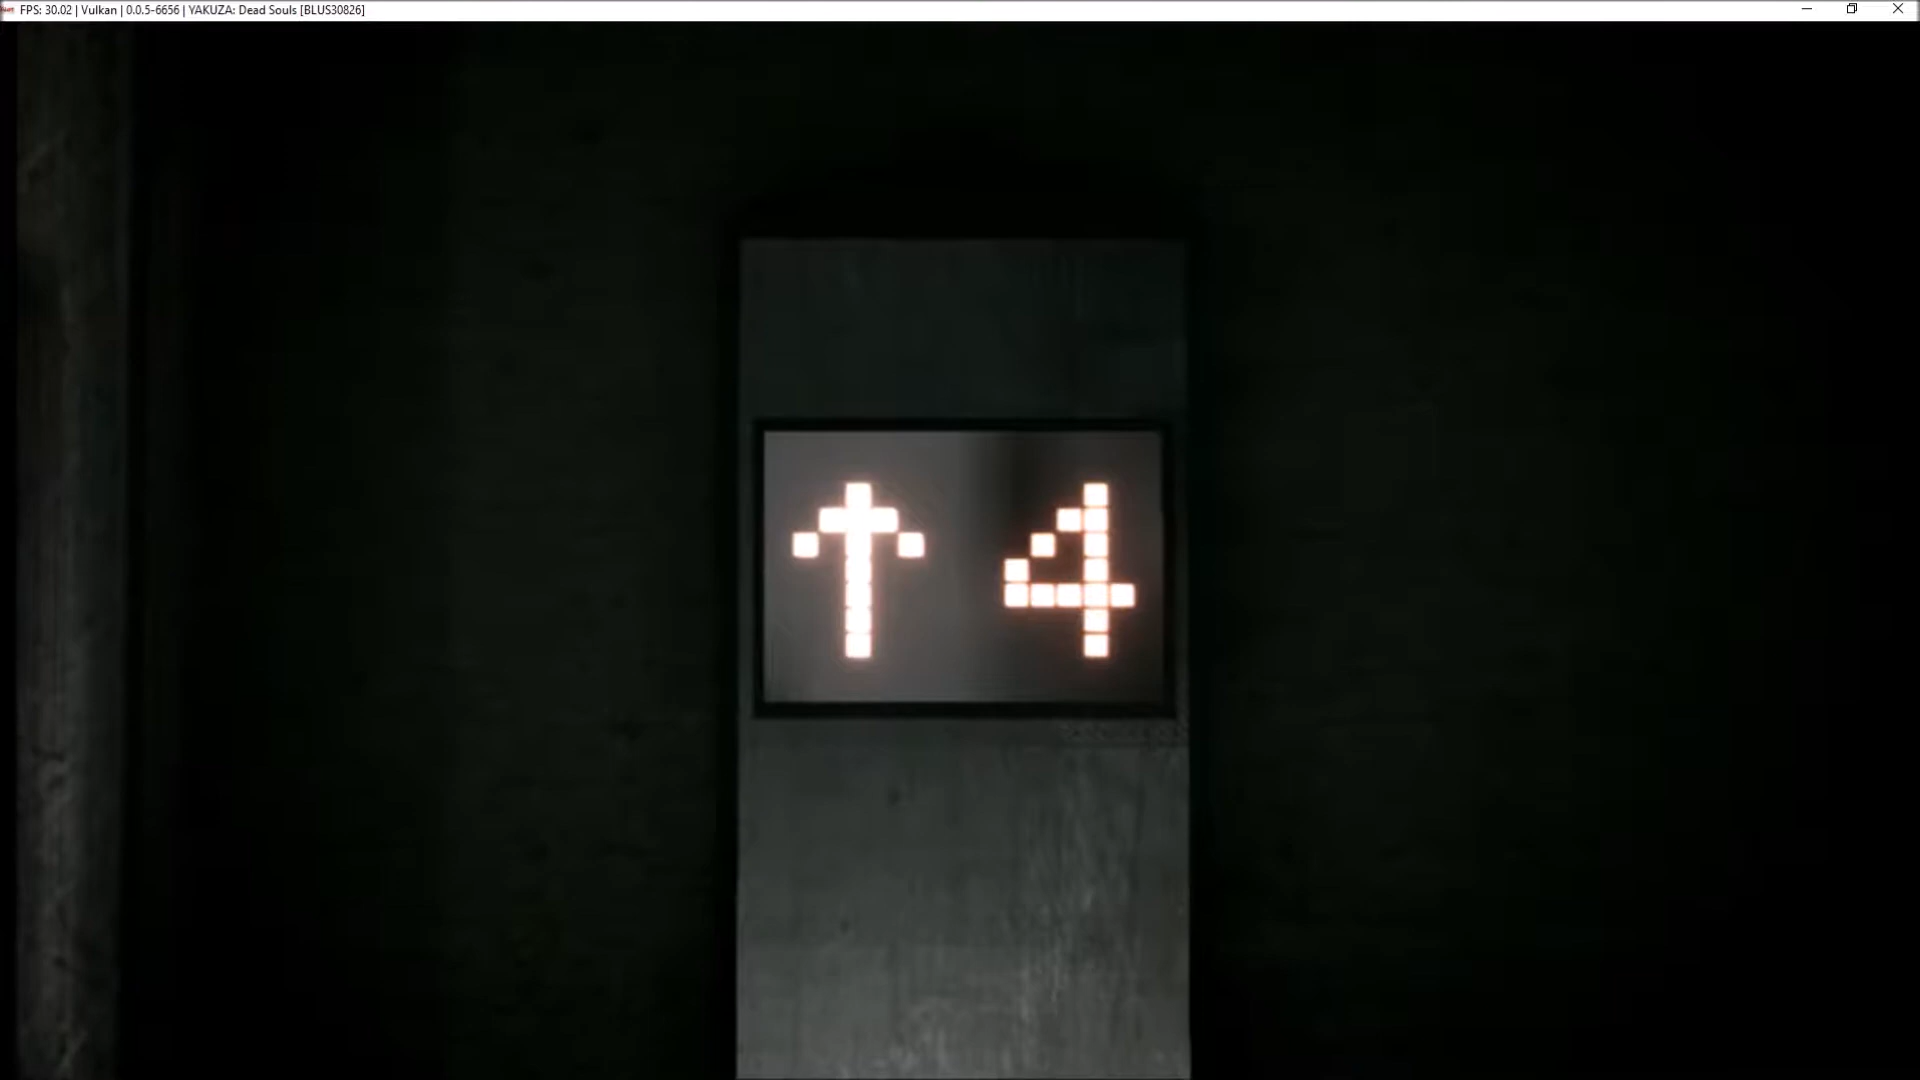 FPS: 30.02 | Vulkan | 0.0.5-6656 | YAKUZA: Dead Souls [BLUS30826]
↑ 4